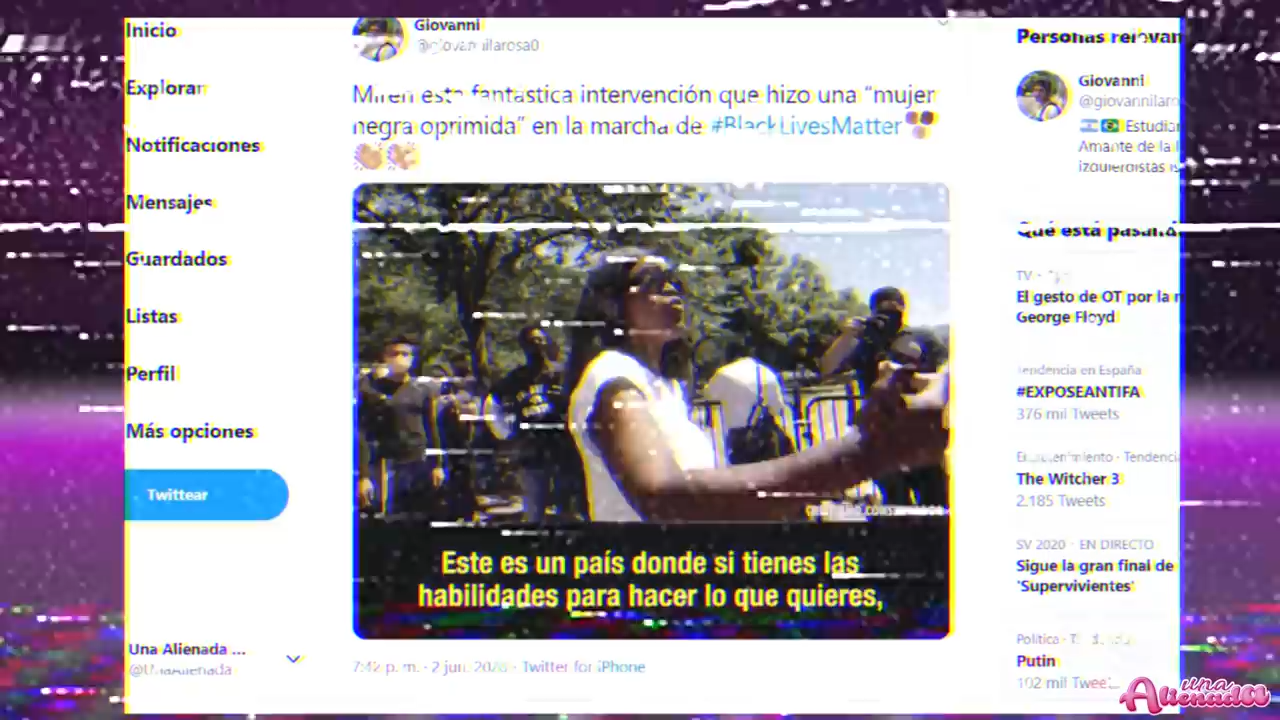 Inicio
Explorar
Notificaciones
Mensajes
Guardados
Listas
Perfil
Más opciones
Twittear
Una Alienada ...
@UnaAlienada
Giovanni
@giovannilarosa0
Miren esta fantastica intervención que hizo una “mujer
negra oprimida” en la marcha de #BlackLivesMatter
Este es un país donde si tienes las
habilidades para hacer lo que quieres,
7:42 p. m. · 2 jun. 2020 · Twitter for iPhone
Personas relevan
Giovanni
@giovannilaro
Estudia
Amante de la l
izquierdistas
Qué está pasand
TV
El gesto de OT por la
George Floyd
Tendencia en España
#EXPOSEANTIFA
376 mil Tweets
Entretenimiento · Tendencia
The Witcher 3
2.185 Tweets
SV 2020 · EN DIRECTO
Sigue la gran final de
'Supervivientes'
Política
Putin
102 mil Tweets
una
Alienada